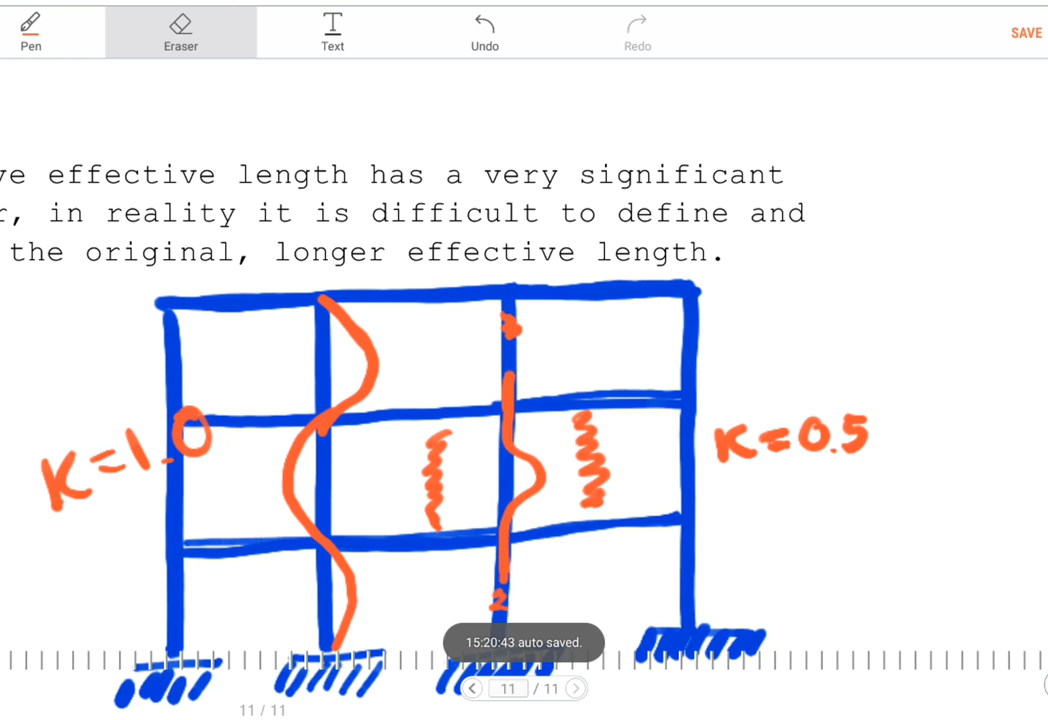 Pen
Eraser
Text
Undo
Redo
SAVE
ve effective length has a very significant
r, in reality it is difficult to define and
the original, longer effective length.
K=1.0
K=0.5
2
15:20:43 auto saved.
11 / 11
11 / 11